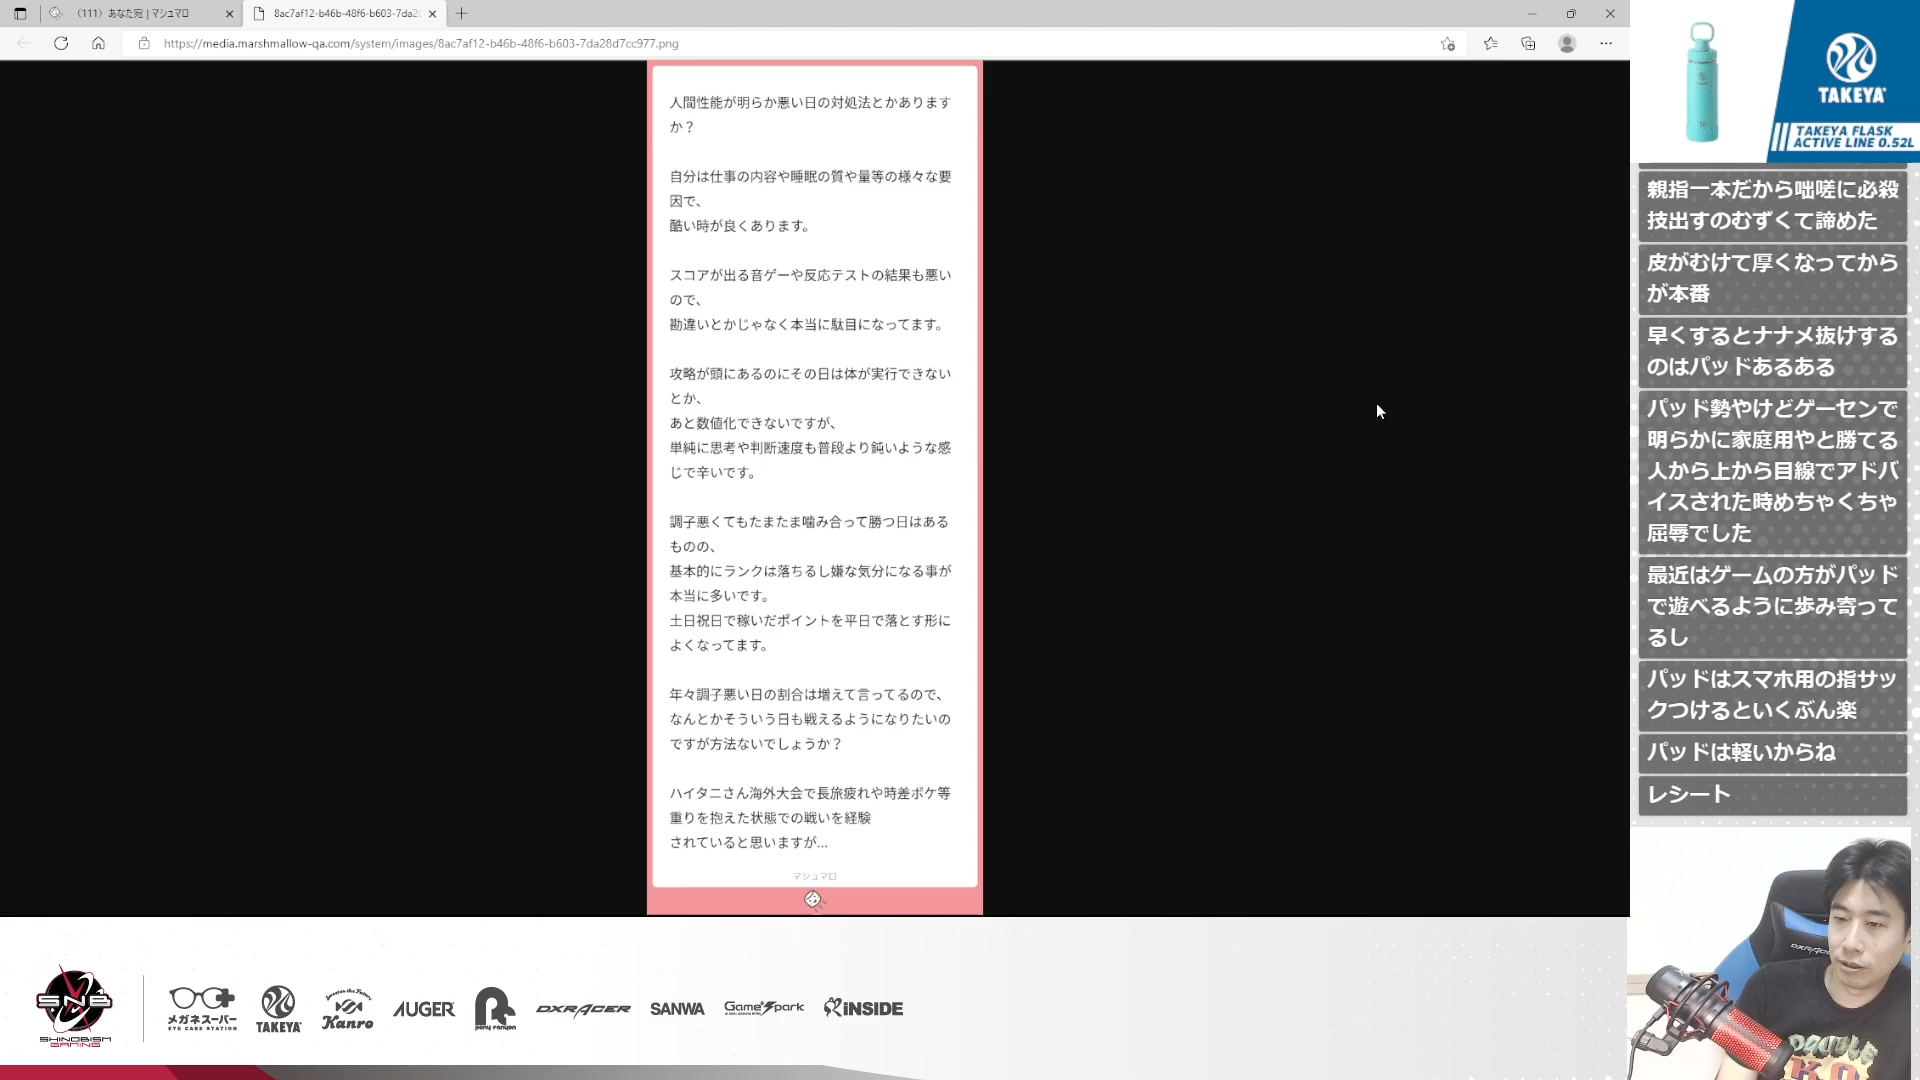 (111) あなた宛 | マシュマロ
8ac7af12-b46b-48f6-b603-7da2
https://media.marshmallow-qa.com/system/images/8ac7af12-b46b-48f6-b603-7da28d7cc977.png
人間性能が明らか悪い日の対処法とかあります
か？
自分は仕事の内容や睡眠の質や量等の様々な要
因で、
酷い時が良くあります。
スコアが出る音ゲーや反応テストの結果も悪い
ので、
勘違いとかじゃなく本当に駄目になってます。
攻略が頭にあるのにその日は体が実行できない
とか、
あと数値化できないですが、
単純に思考や判断速度も普段より鈍いような感
じで辛いです。
調子悪くてもたまたま噛み合って勝つ日はある
ものの、
基本的にランクは落ちるし嫌な気分になる事が
本当に多いです。
土日祝日で稼いだポイントを平日で落とす形に
よくなってます。
年々調子悪い日の割合は増えて言ってるので、
なんとかそういう日も戦えるようになりたいの
ですが方法ないでしょうか？
ハイタニさん海外大会で長旅疲れや時差ボケ等
重りを抱えた状態での戦いを経験
されていると思いますが...
マシュマロ
TAKEYA
TAKEYA FLASK
ACTIVE LINE 0.52L
親指一本だから咄嗟に必殺
技出すのむずくて諦めた
皮がむけて厚くなってから
が本番
早くするとナナメ抜けする
のはパッドあるある
パッド勢やけどゲーセンで
明らかに家庭用やと勝てる
人から上から目線でアドバ
イスされた時めちゃくちゃ
屈辱でした
最近はゲームの方がパッド
で遊べるように歩み寄って
るし
パッドはスマホ用の指サッ
クつけるといくぶん楽
パッドは軽いからね
レシート
SNB
SHINOBISM
GAMING
メガネスーパー
EYE CARE STATION
TAKEYA
Sweeten the Future
Kanro
AUGER
pony canyon
DXRACER
SANWA
Game*Spark
iNSIDE
DXRACER
DOUBLE
K.O